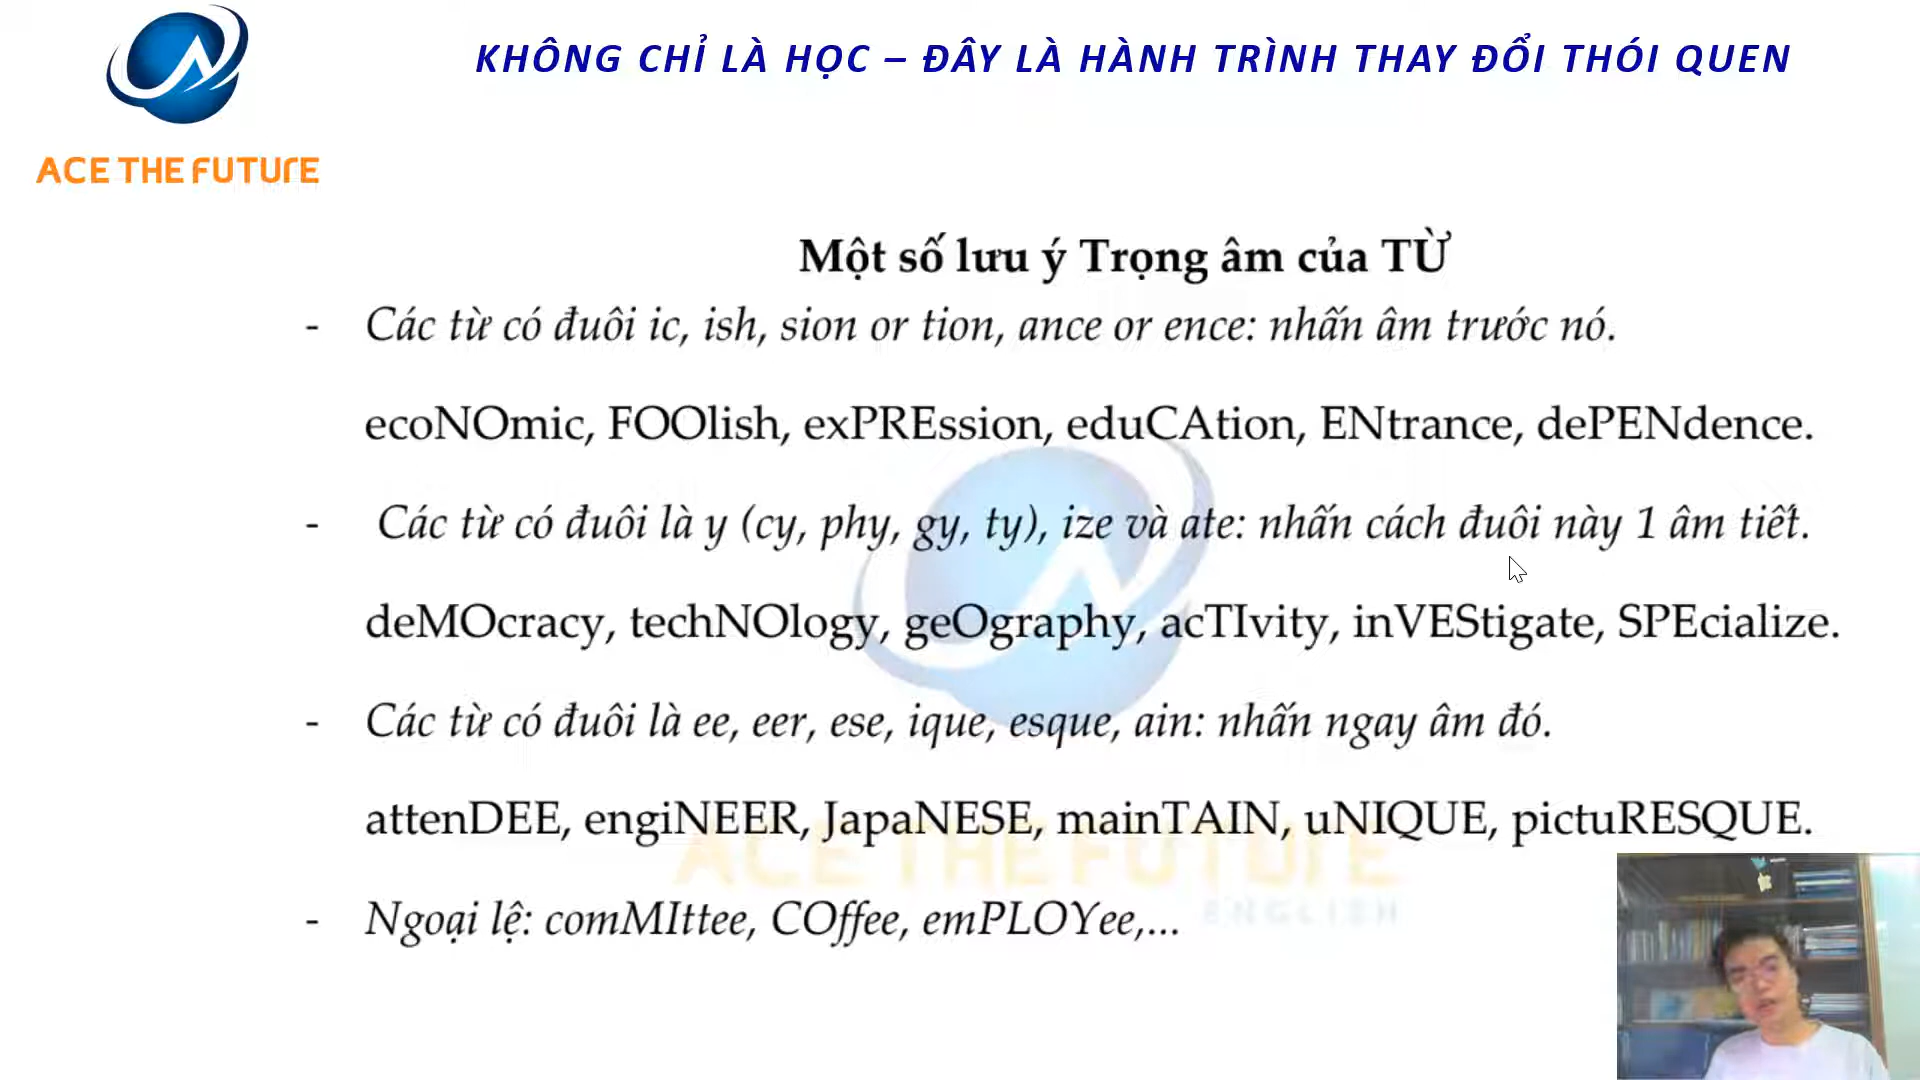 KHÔNG CHỈ LÀ HỌC – ĐÂY LÀ HÀNH TRÌNH THAY ĐỔI THÓI QUEN
ACE THE FUTURE
Một số lưu ý Trọng âm của TỪ
- Các từ có đuôi ic, ish, sion or tion, ance or ence: nhấn âm trước nó.
ecoNOmic, FOOlish, exPREssion, eduCAtion, ENtrance, dePENdence.
- Các từ có đuôi là y (cy, phy, gy, ty), ize và ate: nhấn cách đuôi này 1 âm tiết.
deMOcracy, techNOlogy, geOgraphy, acTIvity, inVEStigate, SPEcialize.
- Các từ có đuôi là ee, eer, ese, ique, esque, ain: nhấn ngay âm đó.
attenDEE, engiNEER, JapaNESE, mainTAIN, uNIQUE, pictuRESQUE.
ACE THE FUTURE
ENGLISH
- Ngoại lệ: comMIttee, COffee, emPLOYee,...